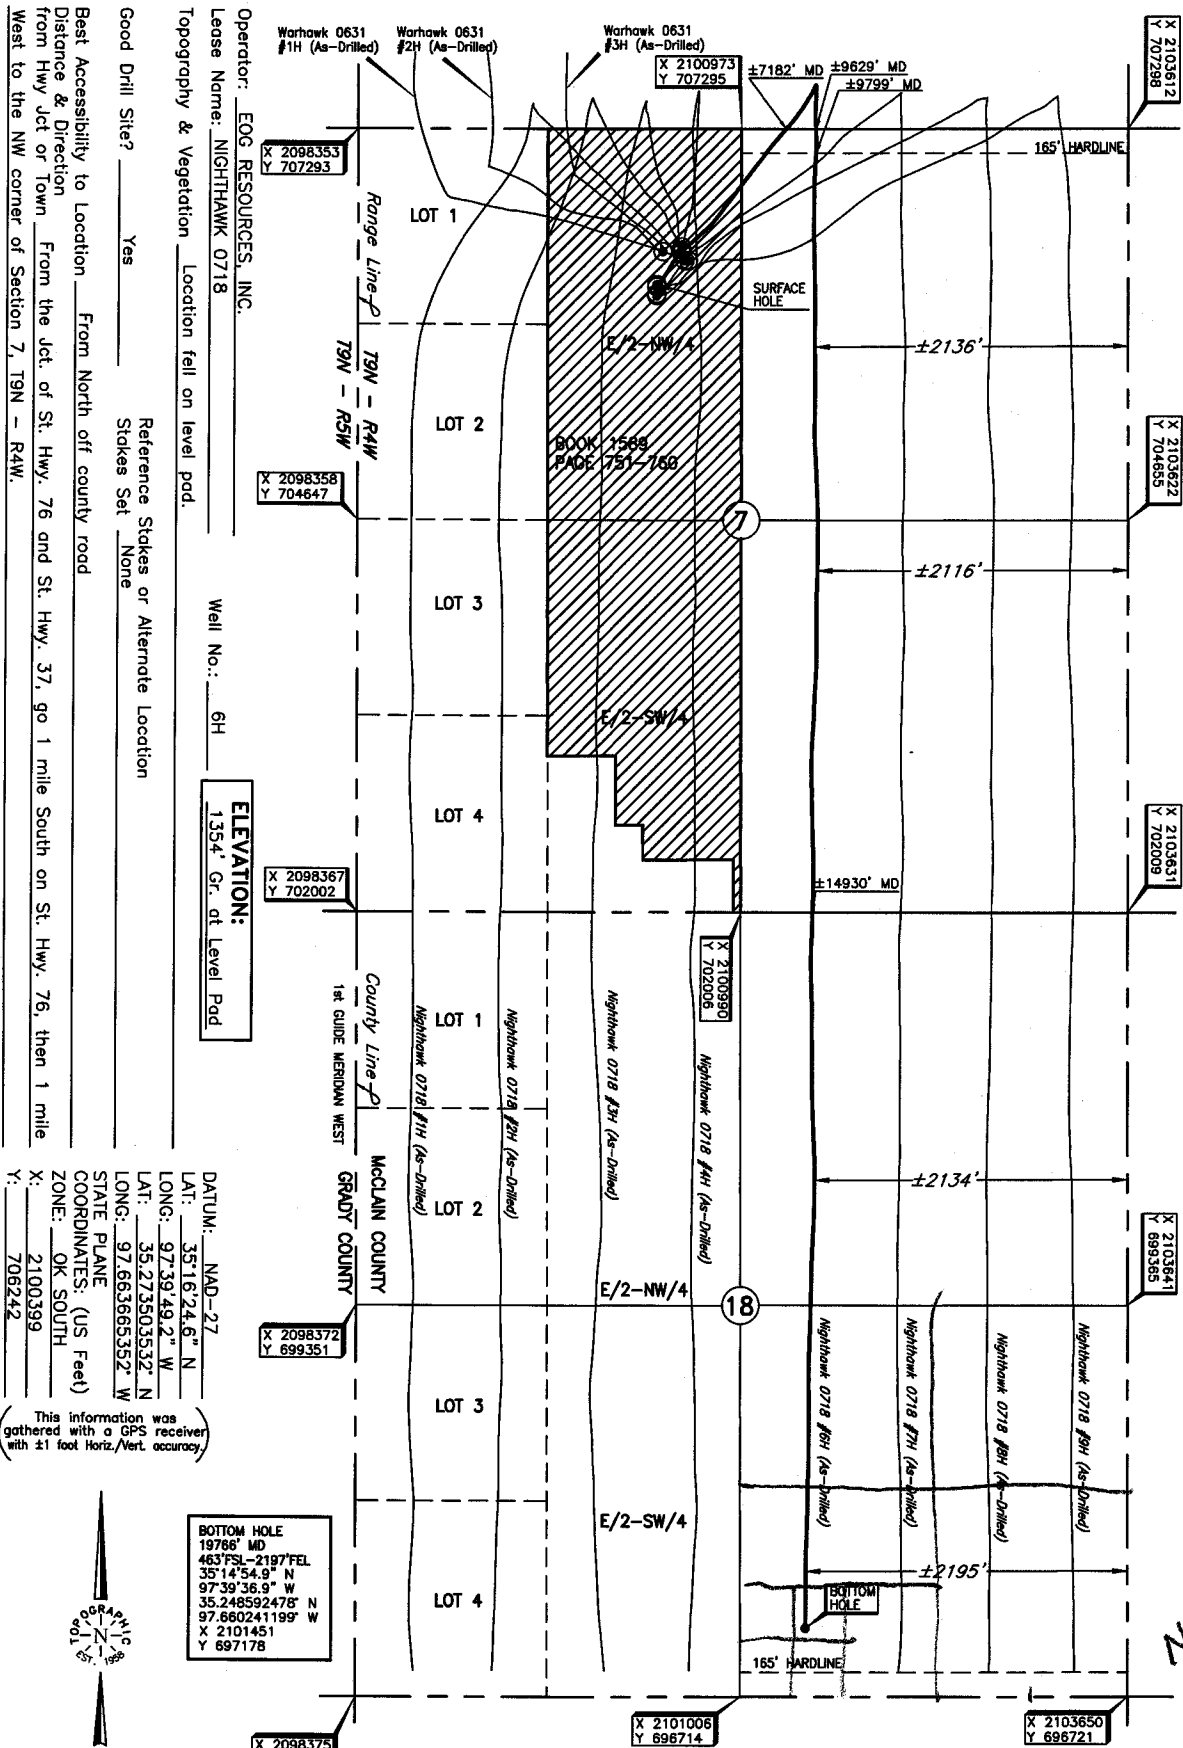 Warhawk 0631
#1H (As-Drilled)
Warhawk 0631
#2H (As-Drilled)
Warhawk 0631
#3H (As-Drilled)
X 2100973
Y 707295
±7182' MD
±9629' MD
±9799' MD
X 2103612
Y 707298
X 2098353
Y 707293
165' HARDLINE
Range Line
LOT 1
SURFACE
HOLE
T9N - R4W
T9N - R5W
E/2-NW/4
±2136'
LOT 2
BOOK 1589
PAGE 751-760
X 2098358
Y 704647
X 2103622
Y 704655
7
±2116'
LOT 3
E/2-SW/4
LOT 4
X 2098367
Y 702002
±14930' MD
X 2103631
Y 702009
X 2100990
Y 702006
County Line
1st GUIDE MERIDIAN WEST
LOT 1
Nighthawk 0718 #1H (As-Drilled)
Nighthawk 0718 #2H (As-Drilled)
Nighthawk 0718 #3H (As-Drilled)
Nighthawk 0718 #4H (As-Drilled)
McCLAIN COUNTY
GRADY COUNTY
LOT 2
±2134'
E/2-NW/4
18
X 2098372
Y 699351
X 2103641
Y 699365
Nighthawk 0718 #6H (As-Drilled)
Nighthawk 0718 #7H (As-Drilled)
Nighthawk 0718 #8H (As-Drilled)
Nighthawk 0718 #9H (As-Drilled)
LOT 3
E/2-SW/4
LOT 4
±2195'
BOTTOM
HOLE
165' HARDLINE
X 2098375
X 2101006
Y 696714
X 2103650
Y 696721
Operator: EOG RESOURCES, INC.
Lease Name: NIGHTHAWK 0718
Well No.: 6H
ELEVATION:
1354' Gr. at Level Pad
Topography & Vegetation Location fell on level pad.
Good Drill Site? Yes
Reference Stakes or Alternate Location
Stakes Set None
Best Accessibility to Location From North off county road
Distance & Direction
from Hwy Jct or Town From the Jct. of St. Hwy. 76 and St. Hwy. 37, go 1 mile South on St. Hwy. 76, then 1 mile
West to the NW corner of Section 7, T9N - R4W.
DATUM: NAD-27
LAT: 35°16'24.6" N
LONG: 97°39'49.2" W
LAT: 35.273503532° N
LONG: 97.663665352° W
STATE PLANE
COORDINATES: (US Feet)
ZONE: OK SOUTH
X: 2100399
Y: 706242
This information was
gathered with a GPS receiver
with ±1 foot Horiz./Vert. accuracy.
BOTTOM HOLE
19766' MD
463'FSL-2197'FEL
35°14'54.9" N
97°39'36.9" W
35.248592478° N
97.660241199° W
X 2101451
Y 697178
TOPOGRAPHIC
N
EST. 1958